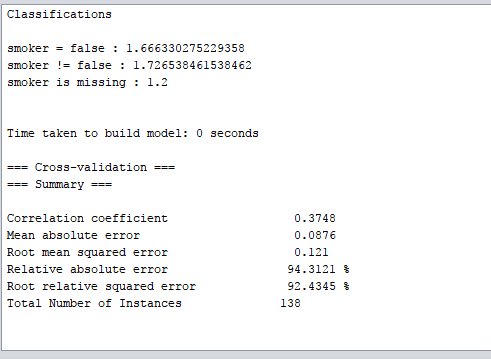 Classifications
smoker = false : 1.666330275229358
smoker != false : 1.726538461538462
smoker is missing : 1.2
Time taken to build model: 0 seconds
=== Cross-validation ===
=== Summary ===
Correlation coefficient 0.3748
Mean absolute error 0.0876
Root mean squared error 0.121
Relative absolute error 94.3121 %
Root relative squared error 92.4345 %
Total Number of Instances 138